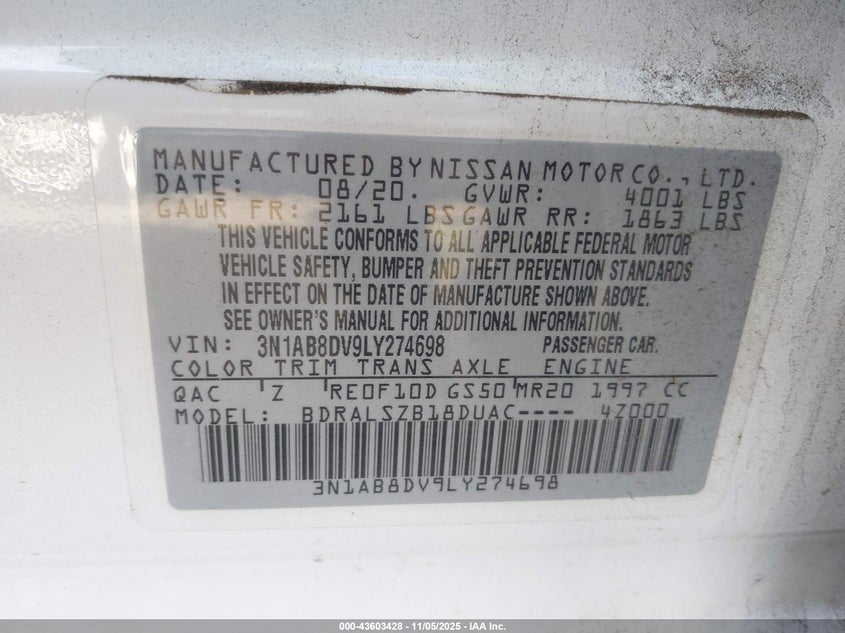 MANUFACTURED BY NISSAN MOTOR CO., LTD.
DATE: 08/20. GVWR: 4001 LBS
GAWR FR: 2161 LBS GAWR RR: 1863 LBS
THIS VEHICLE CONFORMS TO ALL APPLICABLE FEDERAL MOTOR
VEHICLE SAFETY, BUMPER AND THEFT PREVENTION STANDARDS
IN EFFECT ON THE DATE OF MANUFACTURE SHOWN ABOVE.
SEE OWNER'S MANUAL FOR ADDITIONAL INFORMATION.
VIN: 3N1AB8DV9LY274698 PASSENGER CAR.
COLOR TRIM TRANS AXLE ENGINE
QAC Z RE0F10D GS50 MR20 1997 CC
MODEL: BDRALSZB18DUAC---- 4Z000
3N1AB8DV9LY274698
000-43603428 - 11/05/2025 - IAA Inc.